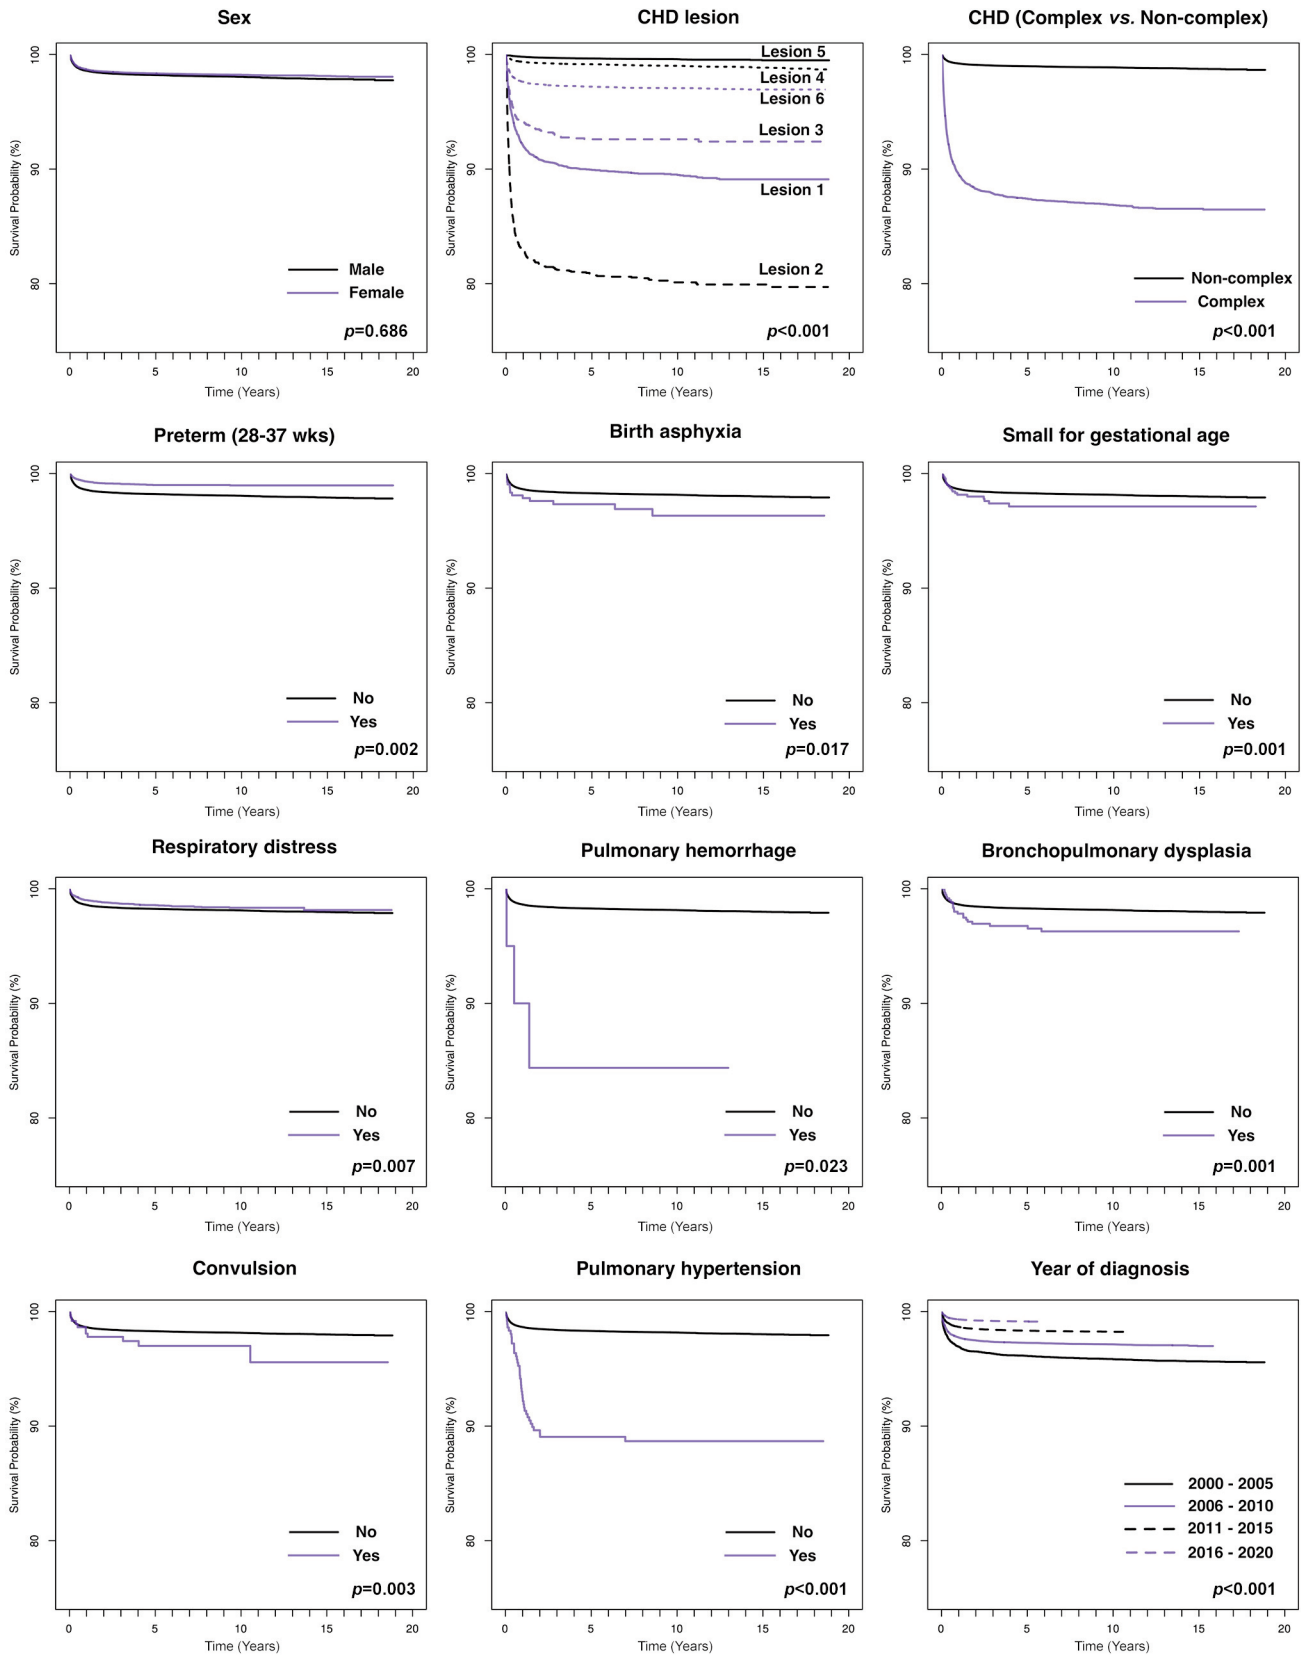 Sex
Survival Probability (%)
100
90
80
Male
Female
p=0.686
0 5 10 15 20
Time (Years)
CHD lesion
Survival Probability (%)
100
90
80
Lesion 5
Lesion 4
Lesion 6
Lesion 3
Lesion 1
Lesion 2
p<0.001
0 5 10 15 20
Time (Years)
CHD (Complex vs. Non-complex)
Survival Probability (%)
100
90
80
Non-complex
Complex
p<0.001
0 5 10 15 20
Time (Years)
Preterm (28-37 wks)
Survival Probability (%)
100
90
80
No
Yes
p=0.002
0 5 10 15 20
Time (Years)
Birth asphyxia
Survival Probability (%)
100
90
80
No
Yes
p=0.017
0 5 10 15 20
Time (Years)
Small for gestational age
Survival Probability (%)
100
90
80
No
Yes
p=0.001
0 5 10 15 20
Time (Years)
Respiratory distress
Survival Probability (%)
100
90
80
No
Yes
p=0.007
0 5 10 15 20
Time (Years)
Pulmonary hemorrhage
Survival Probability (%)
100
90
80
No
Yes
p=0.023
0 5 10 15 20
Time (Years)
Bronchopulmonary dysplasia
Survival Probability (%)
100
90
80
No
Yes
p=0.001
0 5 10 15 20
Time (Years)
Convulsion
Survival Probability (%)
100
90
80
No
Yes
p=0.003
0 5 10 15 20
Time (Years)
Pulmonary hypertension
Survival Probability (%)
100
90
80
No
Yes
p<0.001
0 5 10 15 20
Time (Years)
Year of diagnosis
Survival Probability (%)
100
90
80
2000 - 2005
2006 - 2010
2011 - 2015
2016 - 2020
p<0.001
0 5 10 15 20
Time (Years)